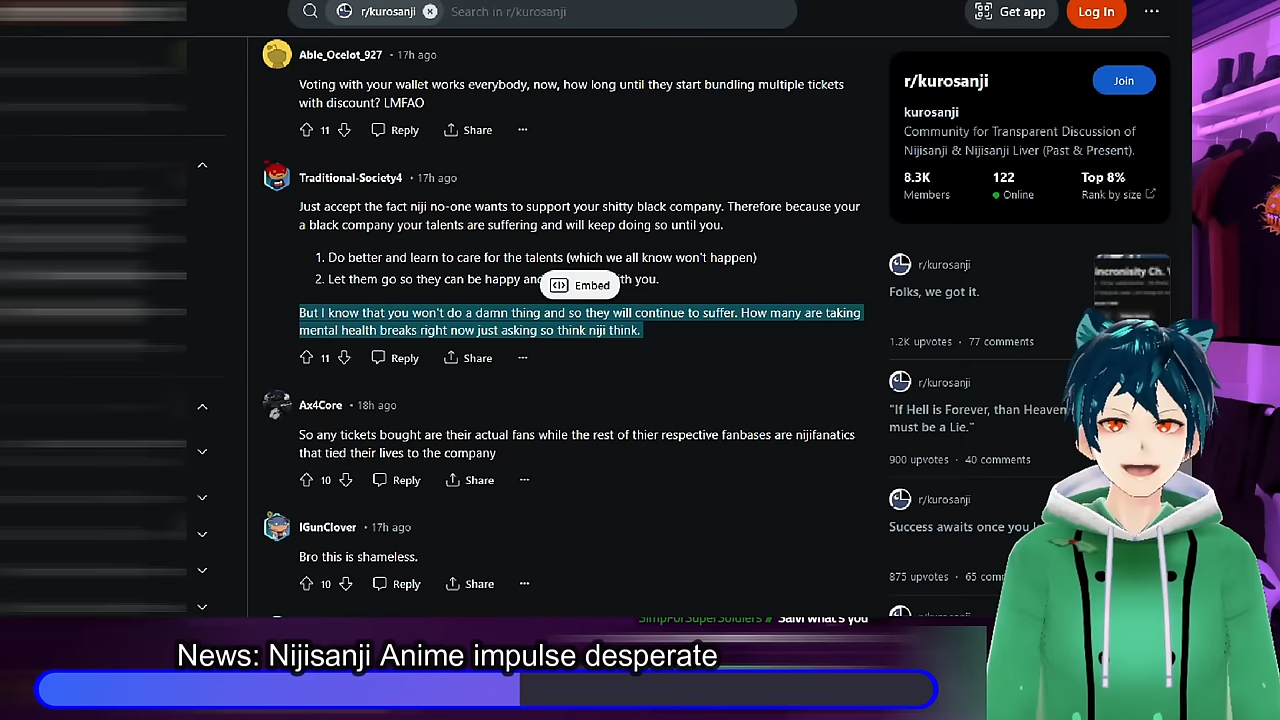 r/kurosanji
Search in r/kurosanji
Get app
Log In
Able_Ocelot_927 • 17h ago
Voting with your wallet works everybody, now, how long until they start bundling multiple tickets
with discount? LMFAO
11
Reply
Share
Traditional-Society4 • 17h ago
Just accept the fact niji no-one wants to support your shitty black company. Therefore because your
a black company your talents are suffering and will keep doing so until you.
1. Do better and learn to care for the talents (which we all know won't happen)
2. Let them go so they can be happy and
th you.
Embed
But I know that you won't do a damn thing and so they will continue to suffer. How many are taking
mental health breaks right now just asking so think niji think.
11
Reply
Share
Ax4Core • 18h ago
So any tickets bought are their actual fans while the rest of thier respective fanbases are nijifanatics
that tied their lives to the company
10
Reply
Share
IGunClover • 17h ago
Bro this is shameless.
10
Reply
Share
r/kurosanji
Join
kurosanji
Community for Transparent Discussion of
Nijisanji & Nijisanji Liver (Past & Present).
8.3K
122
Top 8%
Members
Online
Rank by size
r/kurosanji
Folks, we got it.
1.2K upvotes • 77 comments
r/kurosanji
"If Hell is Forever, than Heaven
must be a Lie."
900 upvotes • 40 comments
r/kurosanji
Success awaits once you
875 upvotes • 65 com
News: Nijisanji Anime impulse desperate